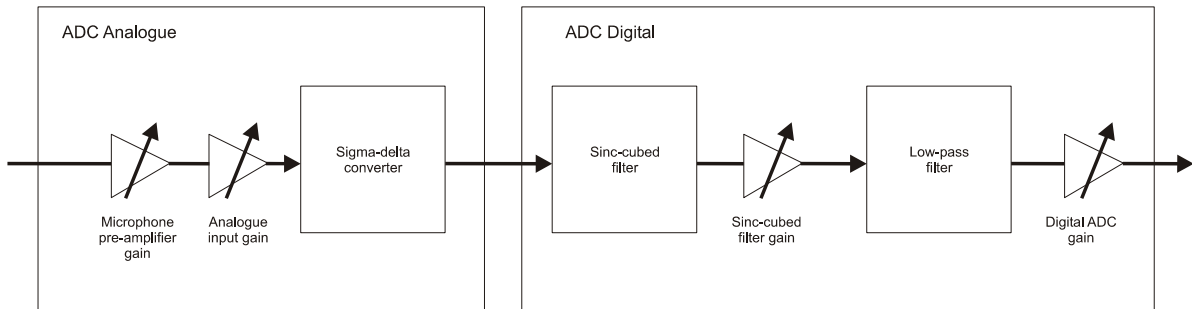 ADC Analogue
ADC Digital
Sigma-delta
converter
Sinc-cubed
filter
Low-pass
filter
Microphone
pre-amplifier
gain
Analogue
input gain
Sinc-cubed
filter gain
Digital ADC
gain